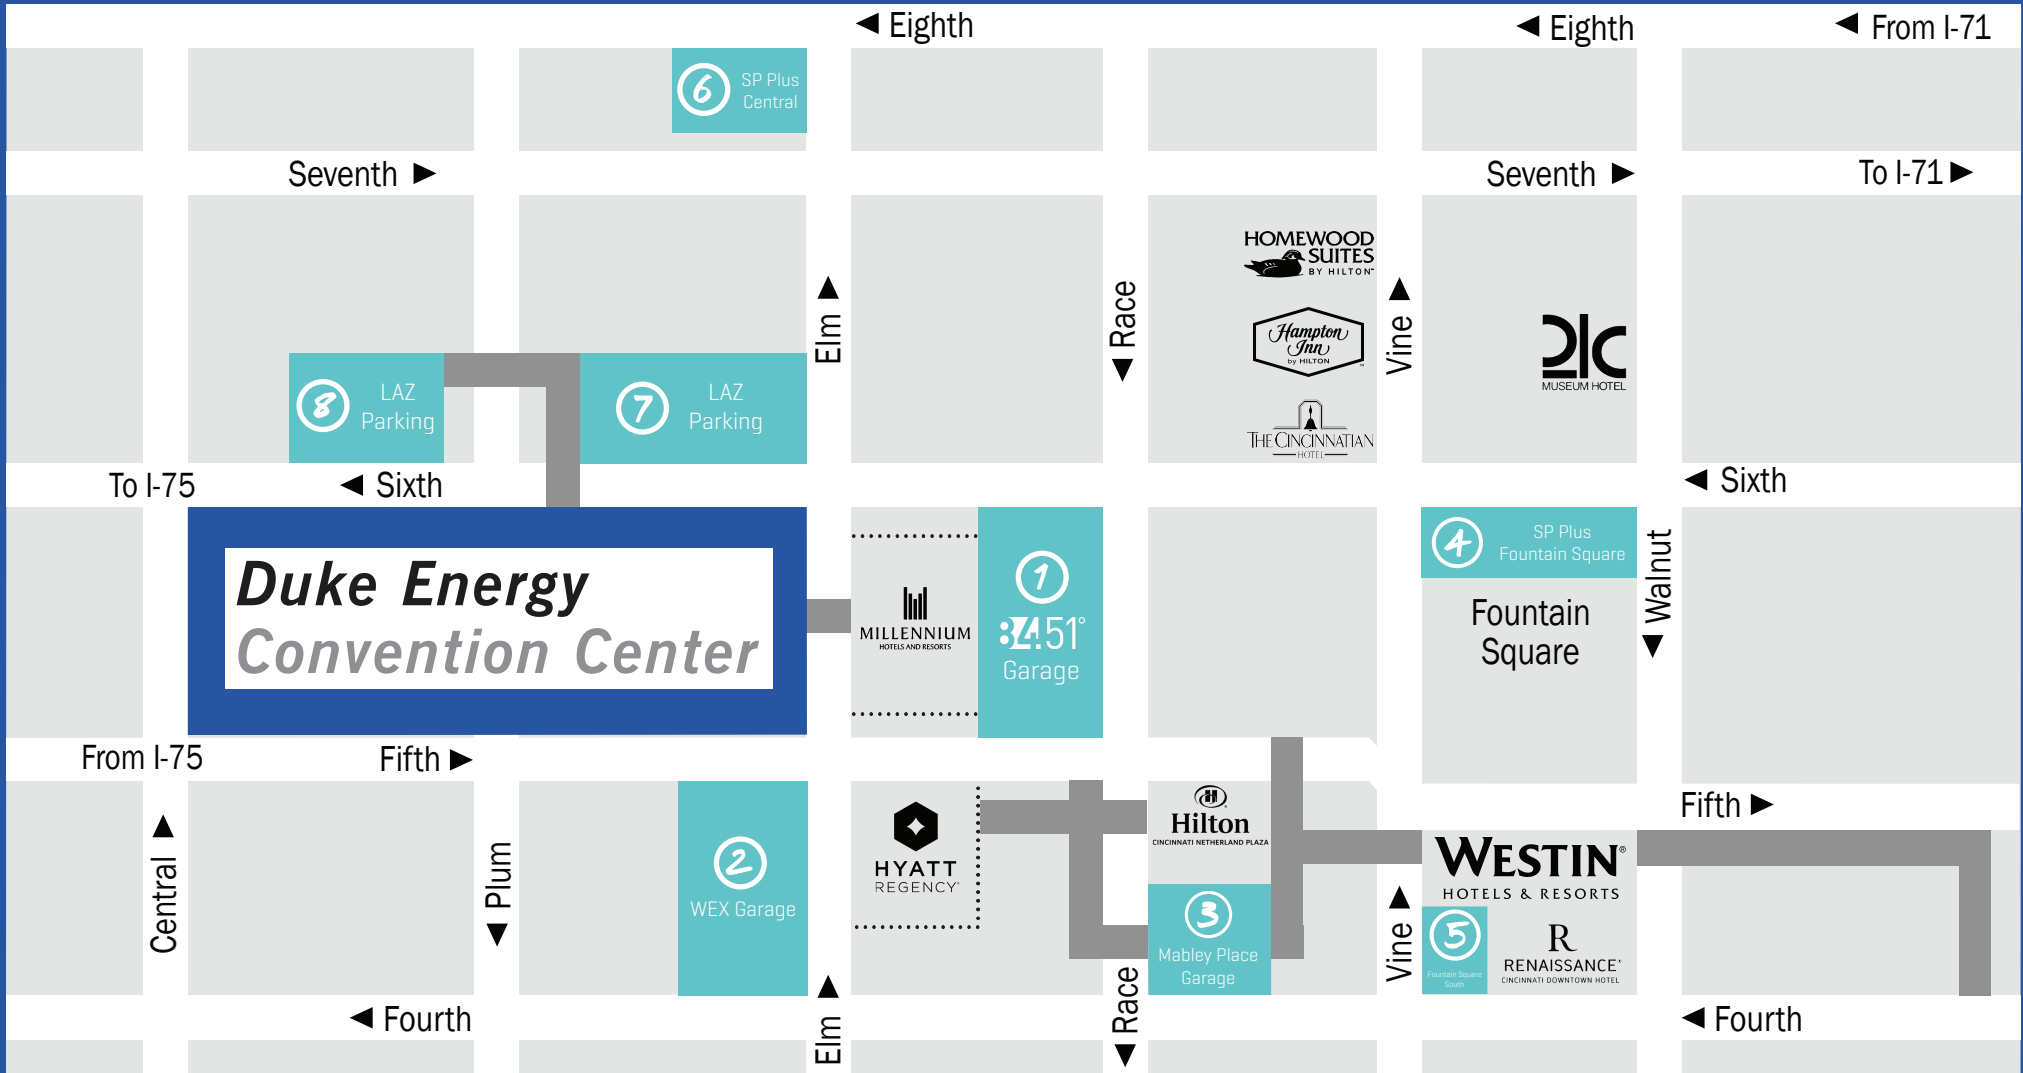 Eighth
Eighth
From I-71
6
SP Plus
Central
Seventh
Seventh
To I-71
HOMEWOOD
SUITES
BY HILTON™
Elm
Race
Hampton
Inn
by HILTON
Vine
21C
MUSEUM HOTEL
8
LAZ
Parking
7
LAZ
Parking
THE CINCINNATIAN
HOTEL
To I-75
Sixth
Sixth
Duke Energy
Convention Center
MILLENNIUM
HOTELS AND RESORTS
1
84.51°
Garage
4
SP Plus
Fountain Square
Fountain
Square
Walnut
From I-75
Fifth
Fifth
Central
Plum
2
WEX Garage
HYATT
REGENCY®
H
Hilton
CINCINNATI NETHERLAND PLAZA
3
Mabley Place
Garage
WESTIN®
HOTELS & RESORTS
Vine
5
Fountain Square
South
R
RENAISSANCE®
CINCINNATI DOWNTOWN HOTEL
Fourth
Elm
Race
Fourth